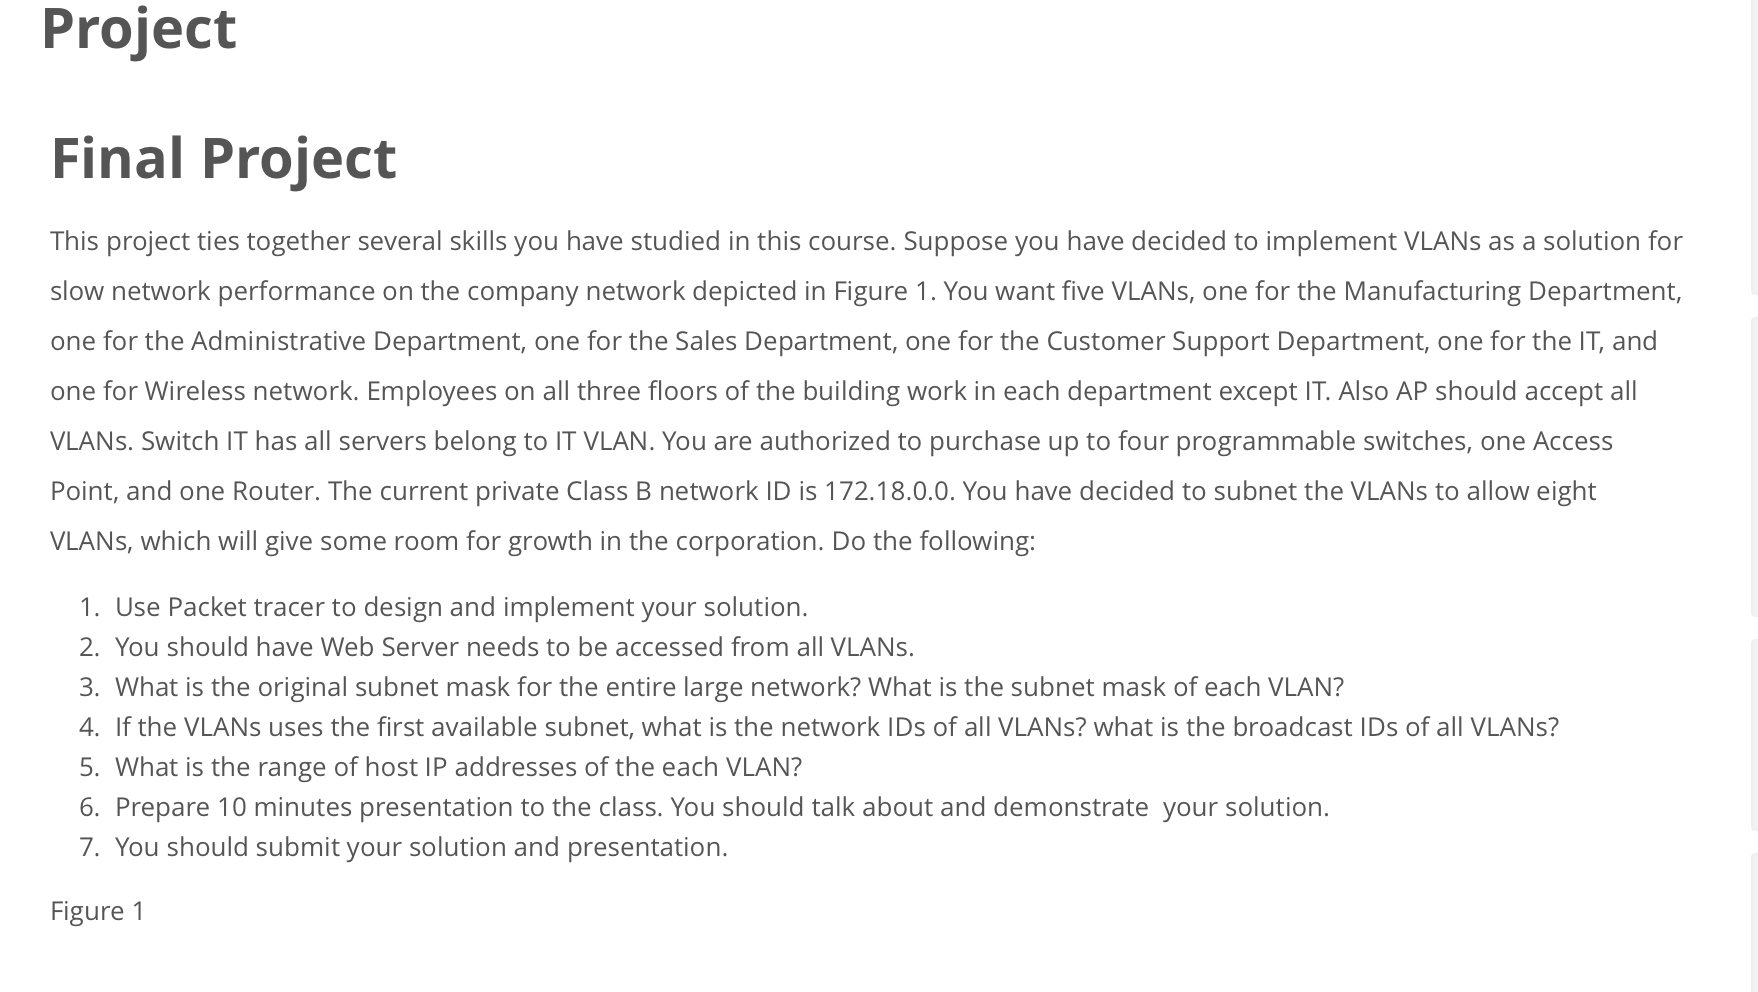 Project
Final Project
This project ties together several skills you have studied in this course. Suppose you have decided to implement VLANs as a solution for
slow network performance on the company network depicted in Figure 1. You want five VLANs, one for the Manufacturing Department,
one for the Administrative Department, one for the Sales Department, one for the Customer Support Department, one for the IT, and
one for Wireless network. Employees on all three floors of the building work in each department except IT. Also AP should accept all
VLANs. Switch IT has all servers belong to IT VLAN. You are authorized to purchase up to four programmable switches, one Access
Point, and one Router. The current private Class B network ID is 172.18.0.0. You have decided to subnet the VLANs to allow eight
VLANs, which will give some room for growth in the corporation. Do the following:
1. Use Packet tracer to design and implement your solution.
2. You should have Web Server needs to be accessed from all VLANs.
3. What is the original subnet mask for the entire large network? What is the subnet mask of each VLAN?
4. If the VLANs uses the first available subnet, what is the network IDs of all VLANs? what is the broadcast IDs of all VLANs?
5. What is the range of host IP addresses of the each VLAN?
6. Prepare 10 minutes presentation to the class. You should talk about and demonstrate  your solution.
7. You should submit your solution and presentation.
Figure 1